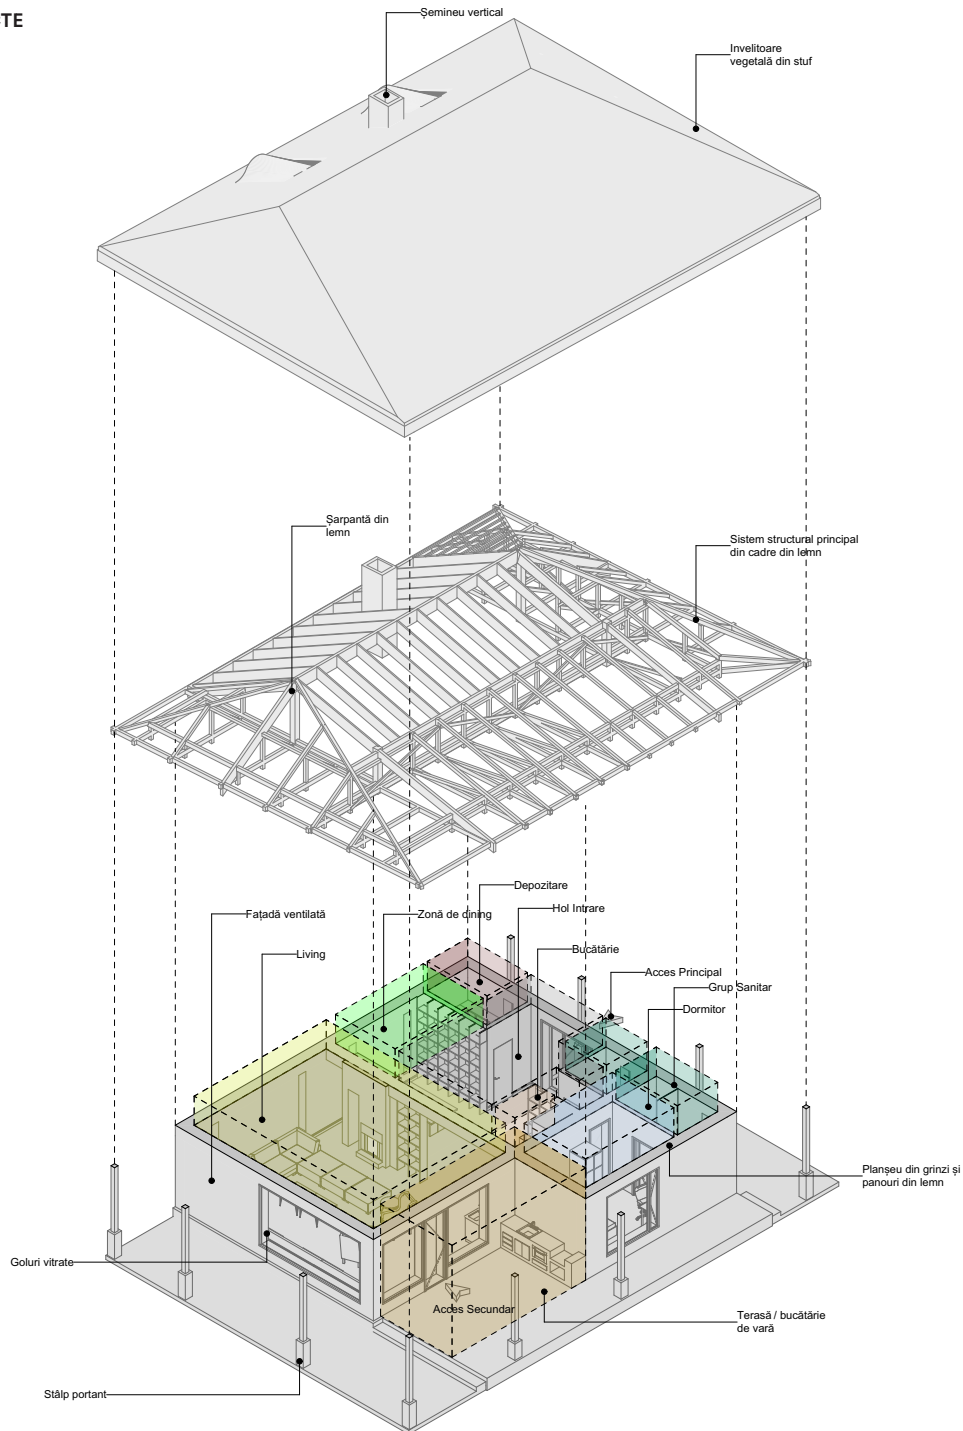 TE
Șemineu vertical
Invelitoare
vegetală din stuf
Șarpantă din
lemn
Sistem structural principal
din cadre din lemn
Depozitare
Hol Intrare
Fațadă ventilată
Zonă de dining
Bucătărie
Living
Acces Principal
Grup Sanitar
Dormitor
Planșeu din grinzi și
panouri din lemn
Goluri vitrate
Acces Secundar
Terasă / bucătărie
de vară
Stâlp portant